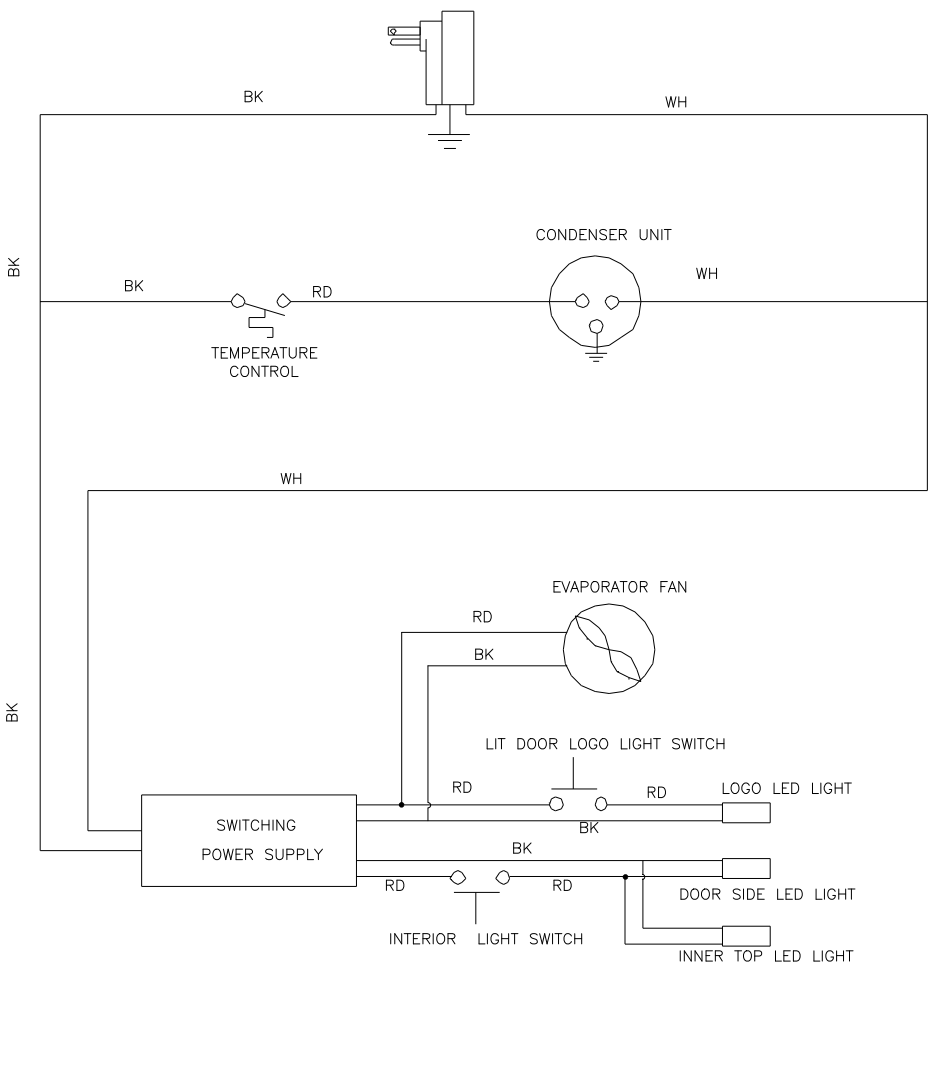 BK
WH
CONDENSER UNIT
BK
WH
BK
RD
TEMPERATURE
CONTROL
WH
EVAPORATOR FAN
RD
BK
BK
LIT DOOR LOGO LIGHT SWITCH
RD
RD
LOGO LED LIGHT
SWITCHING
POWER SUPPLY
BK
BK
RD
RD
DOOR SIDE LED LIGHT
INTERIOR LIGHT SWITCH
INNER TOP LED LIGHT